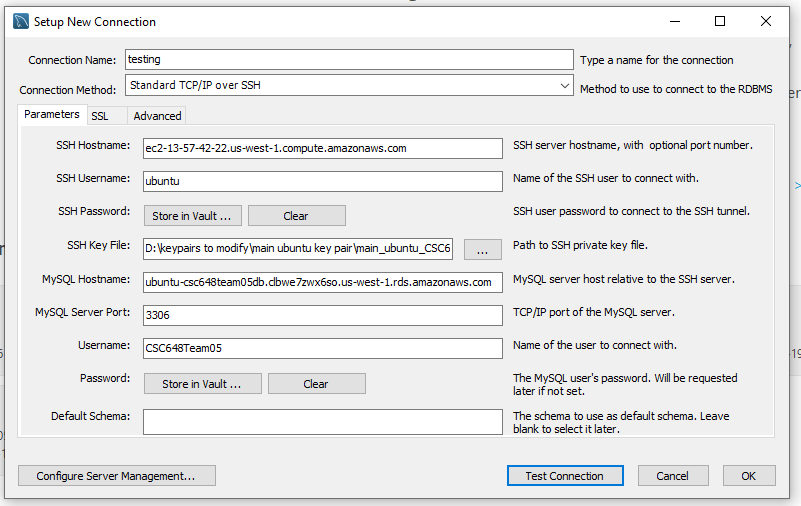 Setup New Connection
Connection Name: testing Type a name for the connection
Connection Method: Standard TCP/IP over SSH Method to use to connect to the RDBMS
Parameters SSL Advanced
SSH Hostname: ec2-13-57-42-22.us-west-1.compute.amazonaws.com SSH server hostname, with optional port number.
SSH Username: ubuntu Name of the SSH user to connect with.
SSH Password: Store in Vault ... Clear SSH user password to connect to the SSH tunnel.
SSH Key File: D:\keypairs to modify\main ubuntu key pair\main_ubuntu_CSC6 ... Path to SSH private key file.
MySQL Hostname: ubuntu-csc648team05db.dbwe7zwx6so.us-west-1.rds.amazonaws.com MySQL server host relative to the SSH server.
MySQL Server Port: 3306 TCP/IP port of the MySQL server.
Username: CSC648Team05 Name of the user to connect with.
Password: Store in Vault ... Clear The MySQL user's password. Will be requested
later if not set.
Default Schema: The schema to use as default schema. Leave
blank to select it later.
Configure Server Management... Test Connection Cancel OK